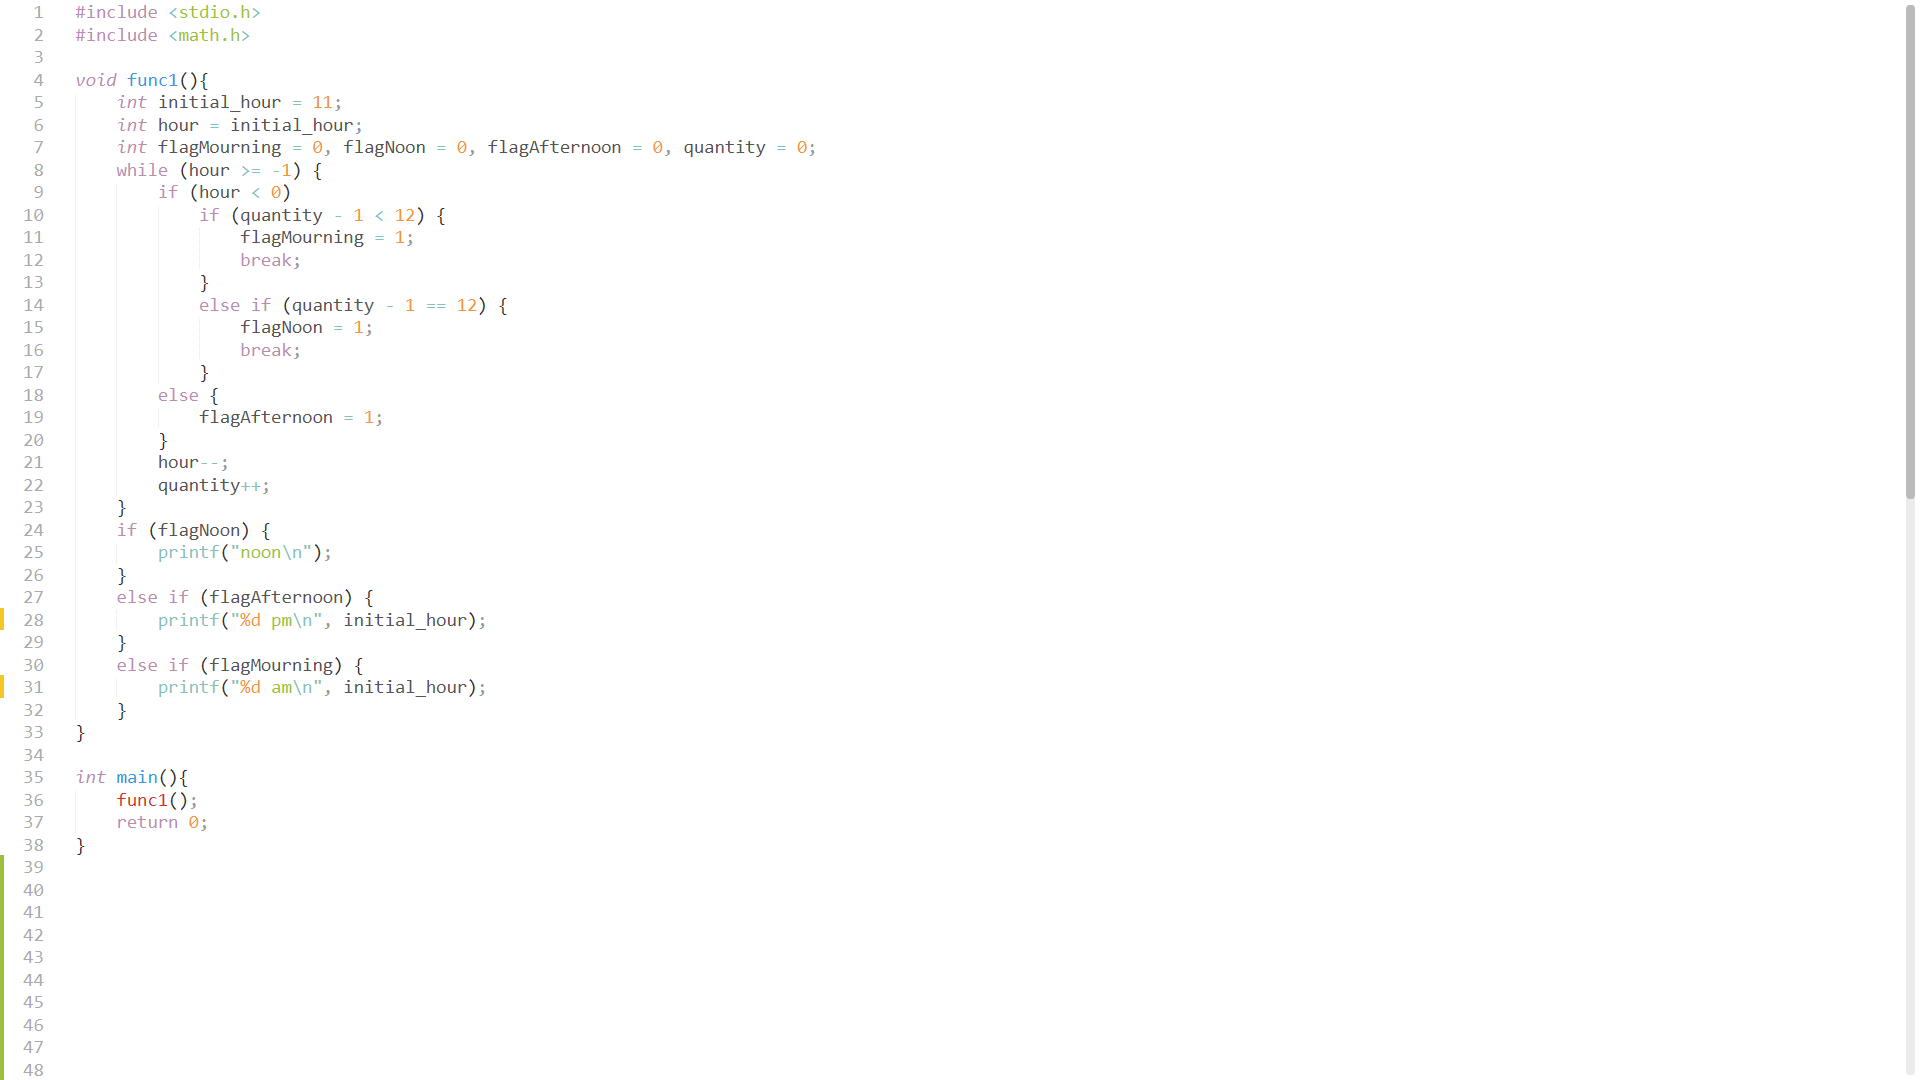 1 #include <stdio.h>
2 #include <math.h>
3
4 void func1(){
5     int initial_hour = 11;
6     int hour = initial_hour;
7     int flagMourning = 0, flagNoon = 0, flagAfternoon = 0, quantity = 0;
8     while (hour >= -1) {
9         if (hour < 0)
10             if (quantity - 1 < 12) {
11                 flagMourning = 1;
12                 break;
13             }
14             else if (quantity - 1 == 12) {
15                 flagNoon = 1;
16                 break;
17             }
18         else {
19             flagAfternoon = 1;
20         }
21         hour--;
22         quantity++;
23     }
24     if (flagNoon) {
25         printf("noon\n");
26     }
27     else if (flagAfternoon) {
28         printf("%d pm\n", initial_hour);
29     }
30     else if (flagMourning) {
31         printf("%d am\n", initial_hour);
32     }
33 }
34
35 int main(){
36     func1();
37     return 0;
38 }
39
40
41
42
43
44
45
46
47
48